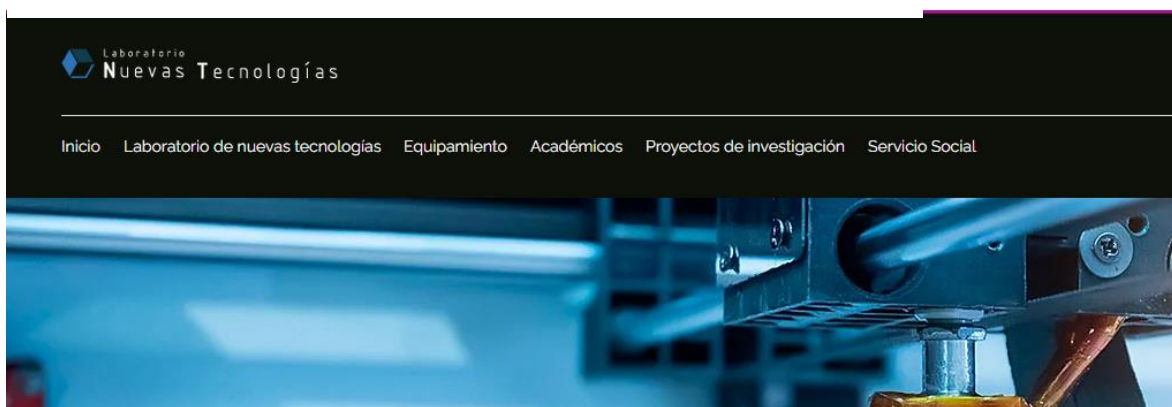 Laboratorio
Nuevas Tecnologías
Inicio Laboratorio de nuevas tecnologías Equipamiento Académicos Proyectos de investigación Servicio Social